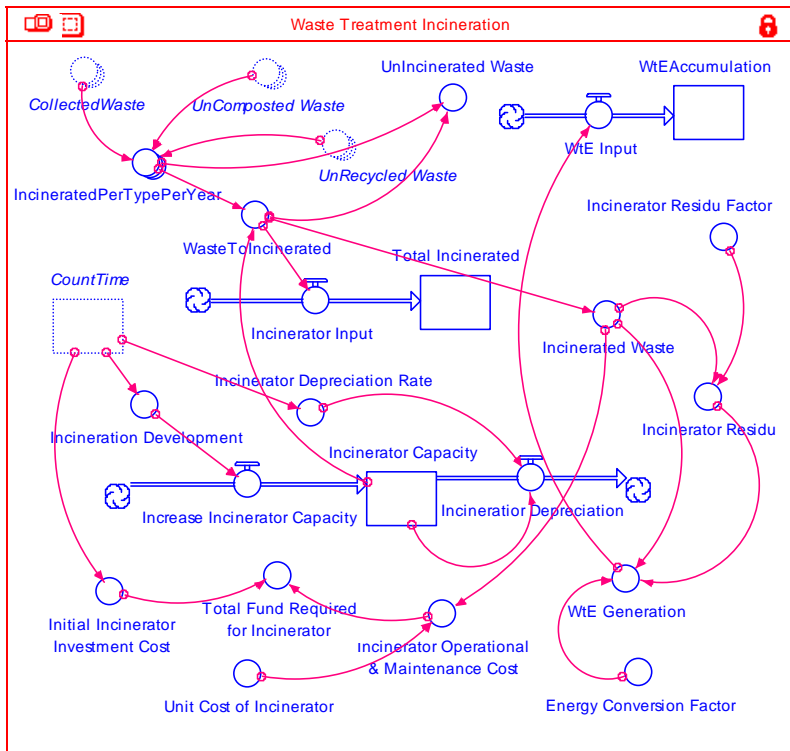 Waste Treatment Incineration
UnIncinerated Waste
WtEAccumulation
CollectedWaste
UnComposted Waste
WtE Input
UnRecycled Waste
IncineratedPerTypePerYear
Incinerator Residu Factor
WasteToIncinerated
Total Incinerated
CountTime
Incinerator Input
Incinerated Waste
Incinerator Depreciation Rate
Incineration Development
Incinerator Residu
Incinerator Capacity
Increase Incinerator Capacity
Incineratior Depreciation
Initial Incinerator
Investment Cost
Total Fund Required
for Incinerator
WtE Generation
Incinerator Operational
& Maintenance Cost
Unit Cost of Incinerator
Energy Conversion Factor